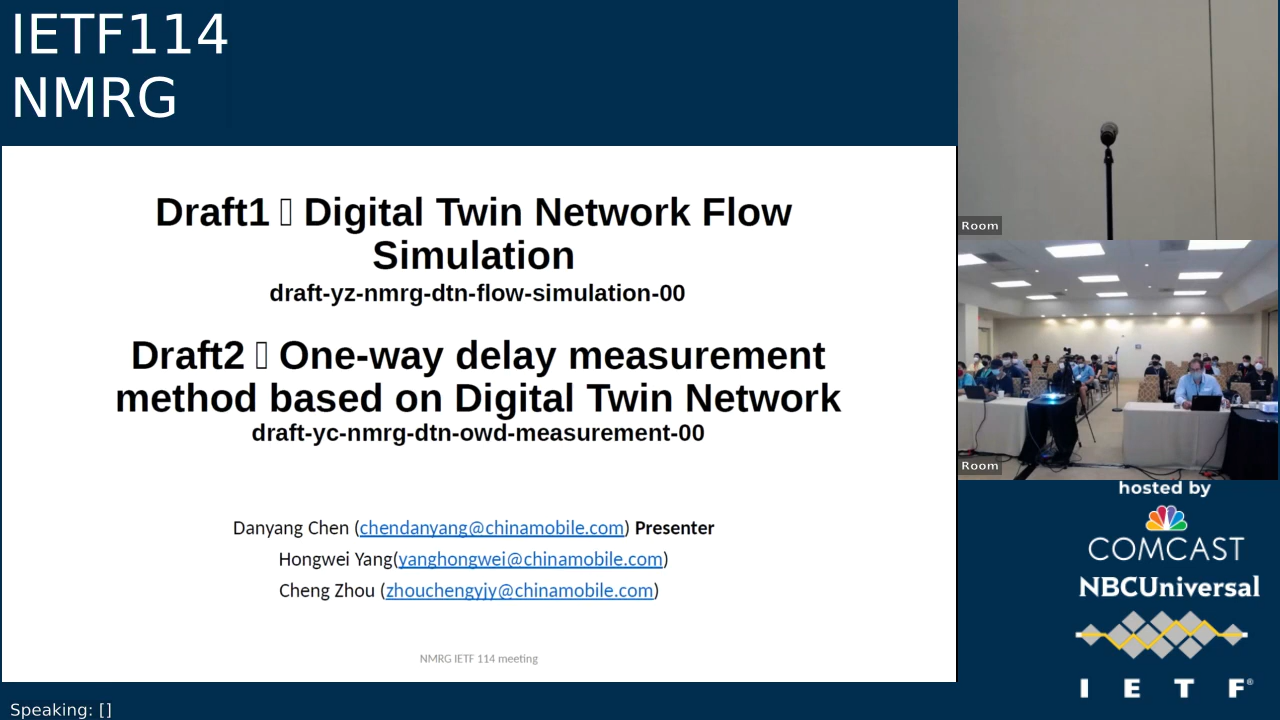 IETF114
NMRG
Draft1 Digital Twin Network Flow
Simulation
draft-yz-nmrg-dtn-flow-simulation-00
Draft2 One-way delay measurement
method based on Digital Twin Network
draft-yc-nmrg-dtn-owd-measurement-00
Danyang Chen (chendanyang@chinamobile.com) Presenter
Hongwei Yang(yanghongwei@chinamobile.com)
Cheng Zhou (zhouchengyjy@chinamobile.com)
NMRG IETF 114 meeting
Speaking: []
Room
Room
hosted by
COMCAST
NBCUniversal
I E T F®